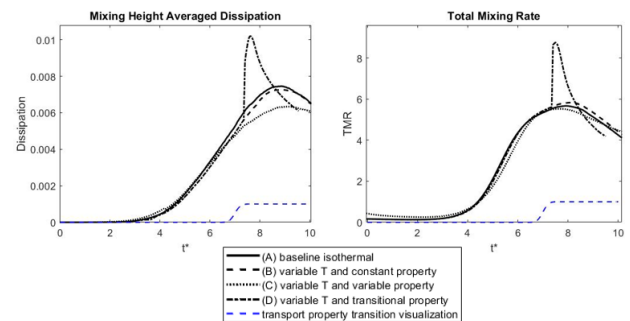 Mixing Height Averaged Dissipation
0.01
0.008
0.006
0.004
0.002
0
Dissipation
0 2 4 6 8 10
t*
Total Mixing Rate
8
6
4
2
0
TMR
0 2 4 6 8 10
t*
(A) baseline isothermal
(B) variable T and constant property
(C) variable T and variable property
(D) variable T and transitional property
transport property transition visualization